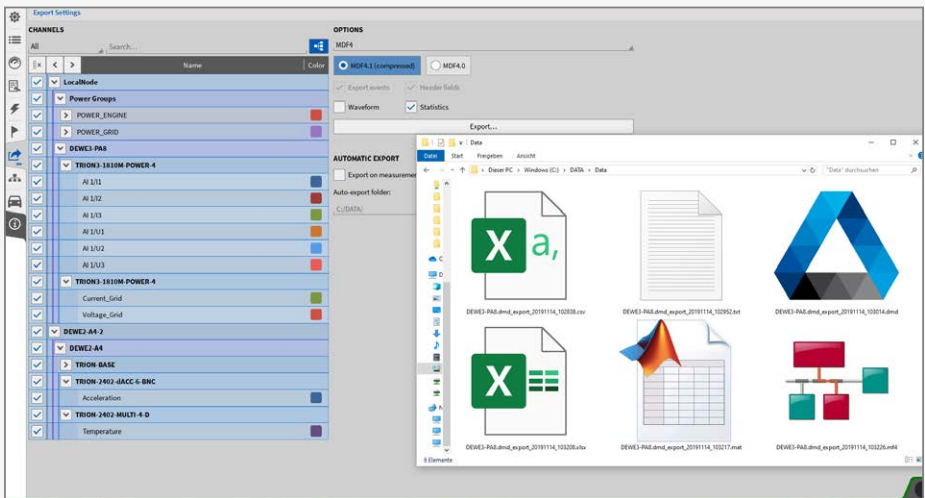 Export Settings
CHANNELS
All
Search...
Name
Color
LocalNode
Power Groups
POWER_ENGINE
POWER_GRID
DEWE3-PA8
TRION3-1810M-POWER-4
AI 1/I1
AI 1/I2
AI 1/I3
AI 1/U1
AI 1/U2
AI 1/U3
TRION3-1810M-POWER-4
Current_Grid
Voltage_Grid
DEWE2-A4-2
DEWE2-A4
TRION-BASE
TRION-2402-dACC-6-BNC
Acceleration
TRION-2402-MULTI-4-D
Temperature
OPTIONS
MDF4
MDF4.1 (compressed)
MDF4.0
Export events
Header fields
Waveform
Statistics
Export...
AUTOMATIC EXPORT
Export on measuremen
Auto-export folder:
C:/DATA/
Data
Datei
Start
Freigeben
Ansicht
Dieser PC > Windows (C:) > DATA > Data
"Data" durchsuchen
a,
X
DEWE3-PA8.dmd_export_20191114_102838.csv
DEWE3-PA8.dmd_export_20191114_102952.txt
DEWE3-PA8.dmd_export_20191114_103014.dmd
X
DEWE3-PA8.dmd_export_20191114_103208.xlsx
DEWE3-PA8.dmd_export_20191114_103217.mat
DEWE3-PA8.dmd_export_20191114_103226.mf4
6 Elemente